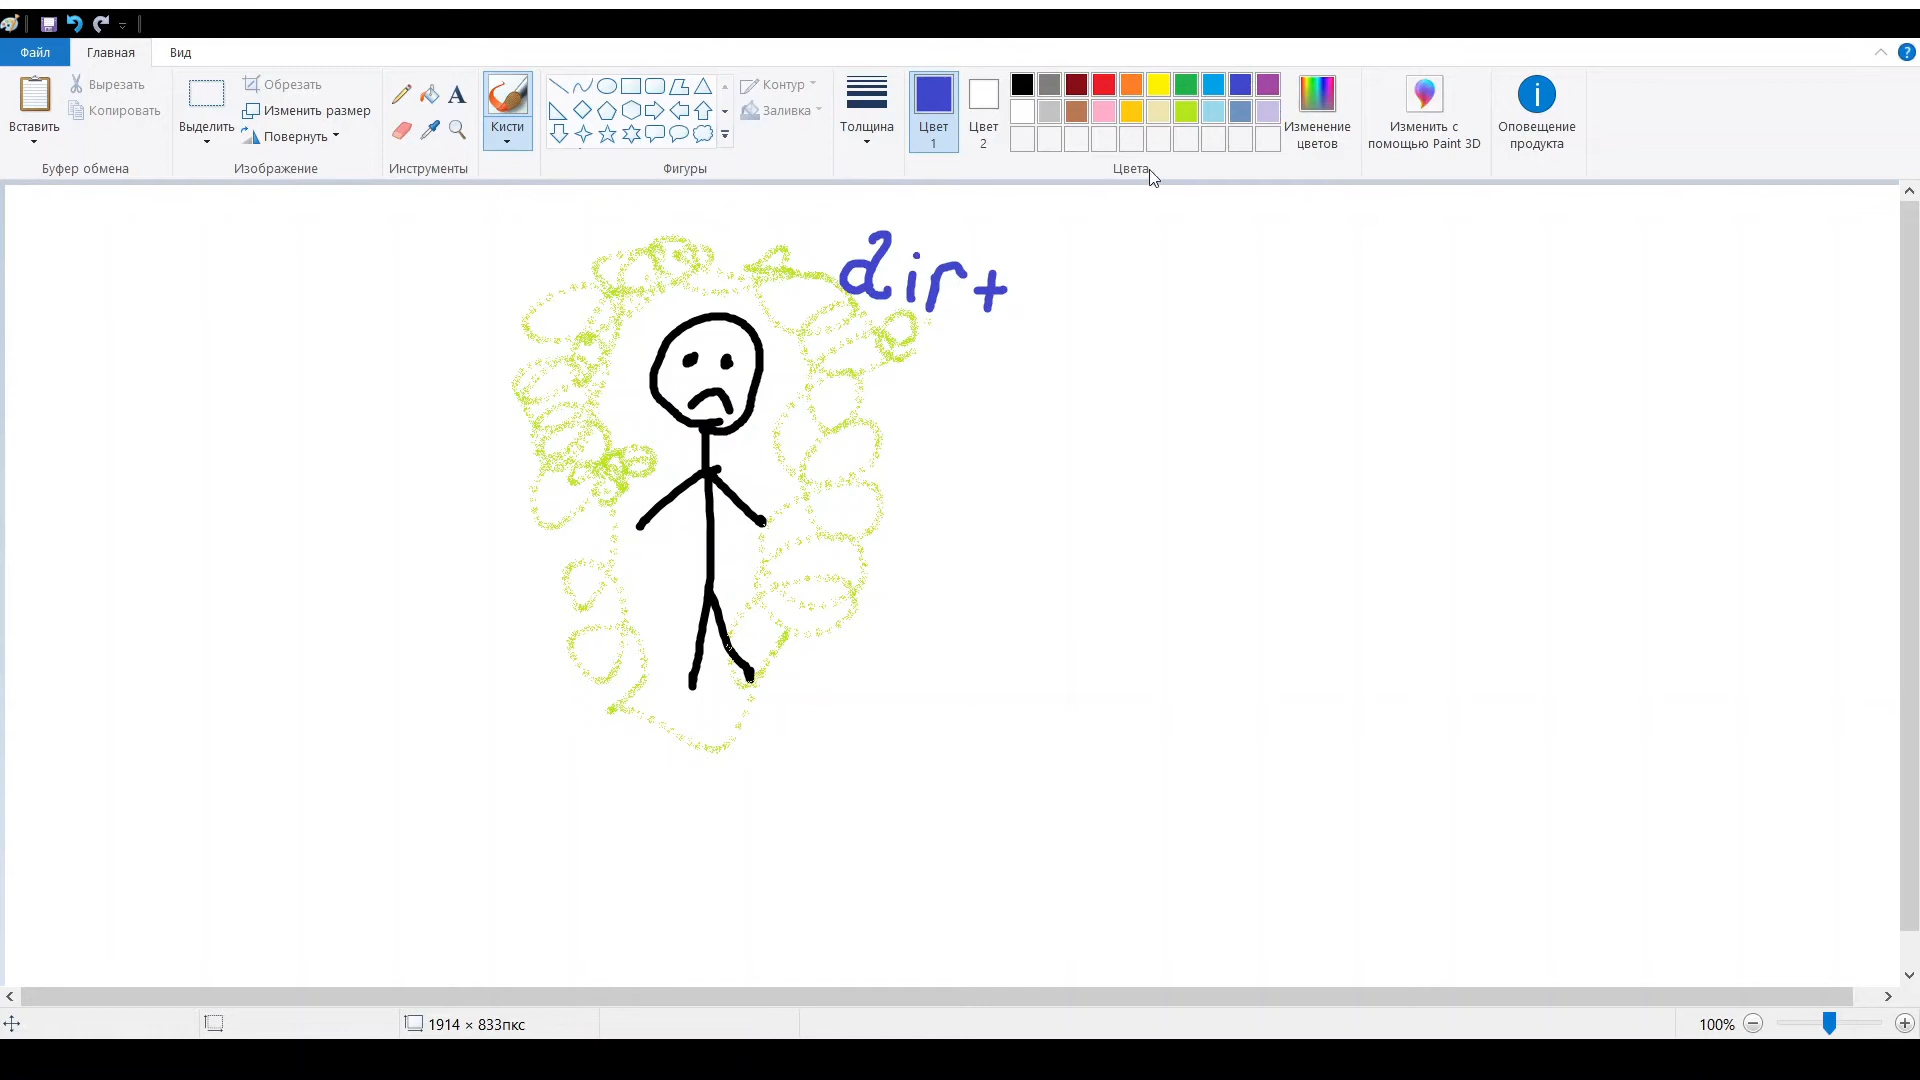 Файл Главная Вид
Вставить
Вырезать
Копировать
Буфер обмена
Выделить
Обрезать
Изменить размер
Повернуть
Изображение
A
Инструменты
Кисти
Контур
Заливка
Фигуры
Толщина
Цвет
1
Цвет
2
Изменение
цветов
Цвета
Изменить с
помощью Paint 3D
Оповещение
продукта
dirt
1914 × 833пкс
100%